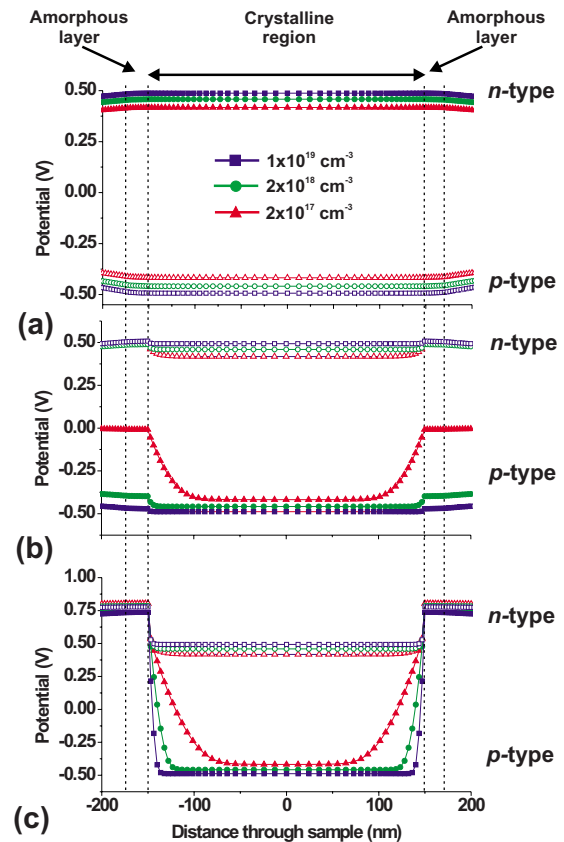 Amorphous layer
Crystalline region
Amorphous layer
0.50
0.25
0.00
-0.25
-0.50
Potential (V)
n-type
1x10¹⁹ cm⁻³
2x10¹⁸ cm⁻³
2x10¹⁷ cm⁻³
p-type
(a)
0.50
0.00
-0.25
-0.50
Potential (V)
n-type
p-type
(b)
1.00
0.75
0.50
0.25
0.00
-0.25
-0.50
Potential (V)
n-type
p-type
-200
-100
0
100
200
(c)
Distance through sample (nm)